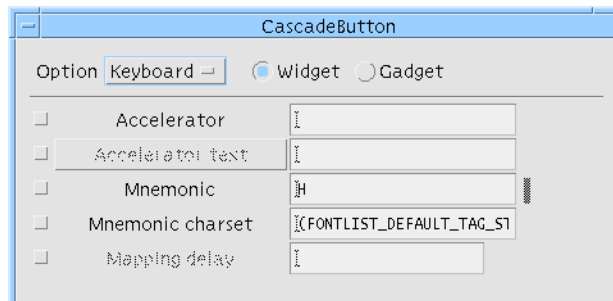 CascadeButton
Option Keyboard Widget Gadget
Accelerator
Accelerator text
Mnemonic H
Mnemonic charset (FONTLIST_DEFAULT_TAG_ST
Mapping delay